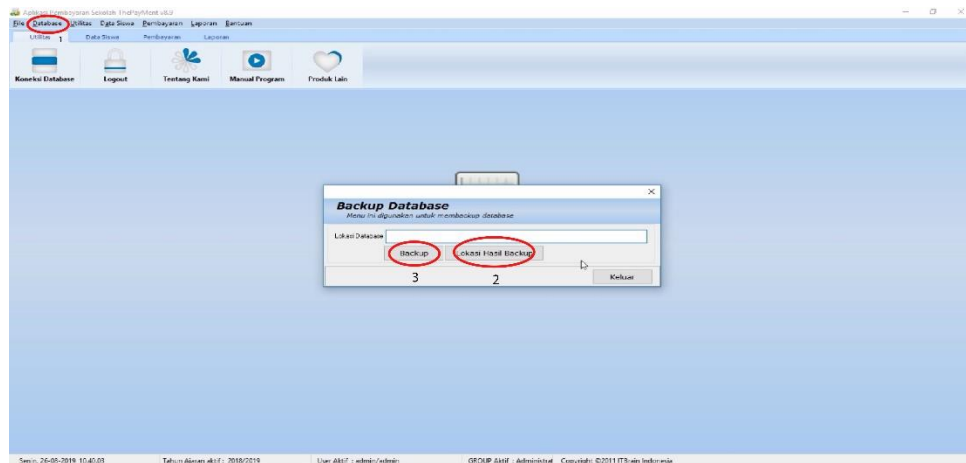 Aplikasi Pembayaran Sekolah ThePayMent v8.0
File Database Utilitas Data Siswa Pembayaran Laporan Bantuan
Utilitas 1 Data Siswa Pembayaran Laporan
Koneksi Database Logout Tentang Kami Manual Program Produk Lain
Backup Database
Menu ini digunakan untuk membackup database
Lokasi Database
Backup Lokasi Hasil Backup
3 2
Keluar
Senin, 26-08-2019 10.40.03 Tahun Ajaran aktif : 2018/2019 User Aktif : admin/admin GROUP Aktif : Administrat Copyright ©2011 ITBrain Indonesia